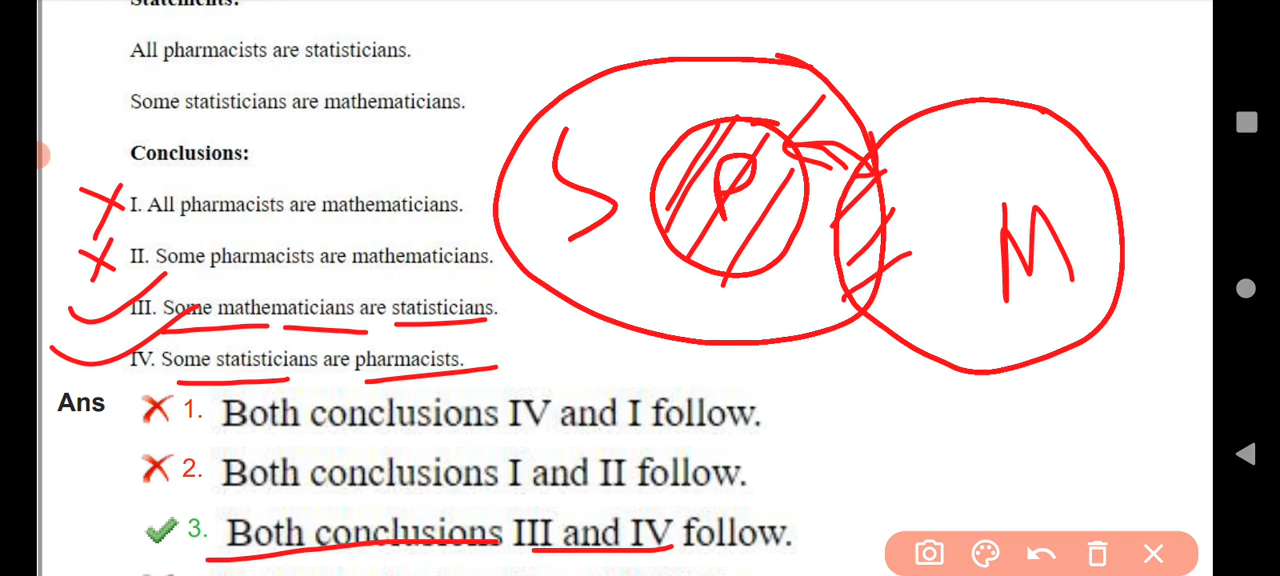 Statements:
All pharmacists are statisticians.
Some statisticians are mathematicians.
Conclusions:
I. All pharmacists are mathematicians.
II. Some pharmacists are mathematicians.
III. Some mathematicians are statisticians.
IV. Some statisticians are pharmacists.
S
P
M
Ans
1. Both conclusions IV and I follow.
2. Both conclusions I and II follow.
3. Both conclusions III and IV follow.